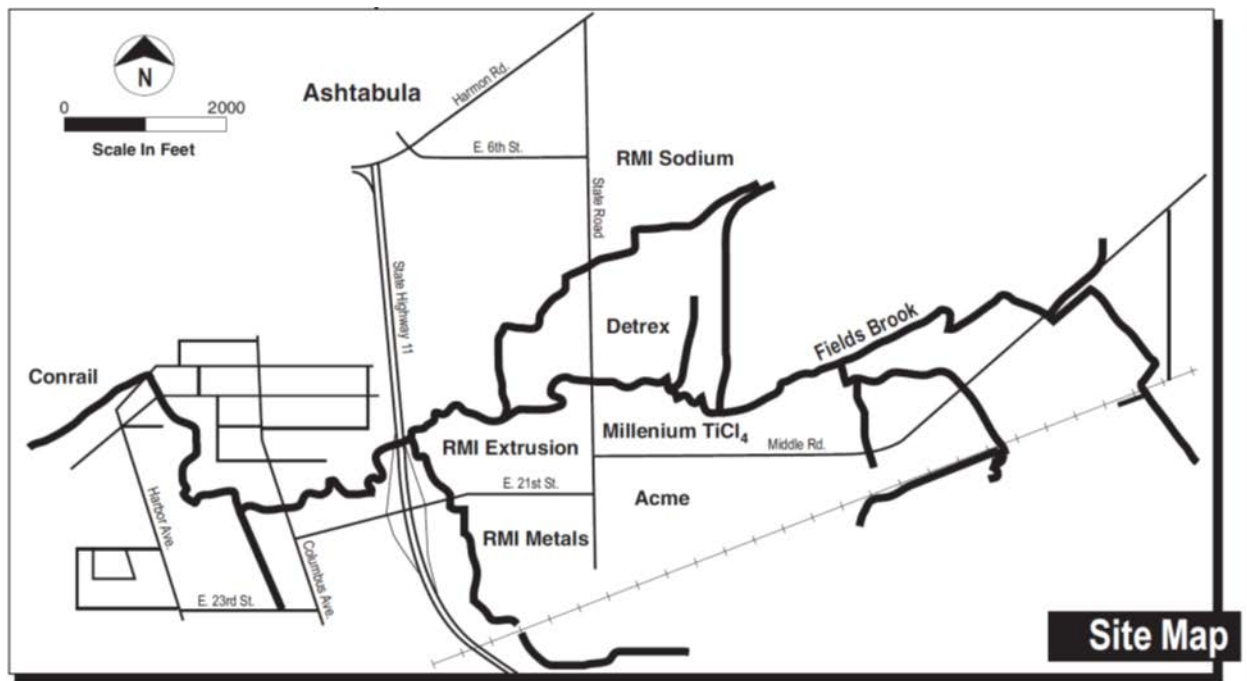 N
0 2000
Scale In Feet
Ashtabula
Harmon Rd.
E. 6th St.
RMI Sodium
State Road
State Highway 11
Detrex
Fields Brook
Conrail
RMI Extrusion
Millenium TiCl₄
Middle Rd.
E. 21st St.
Acme
RMI Metals
Harbor Ave.
Columbus Ave.
E. 23rd St.
Site Map